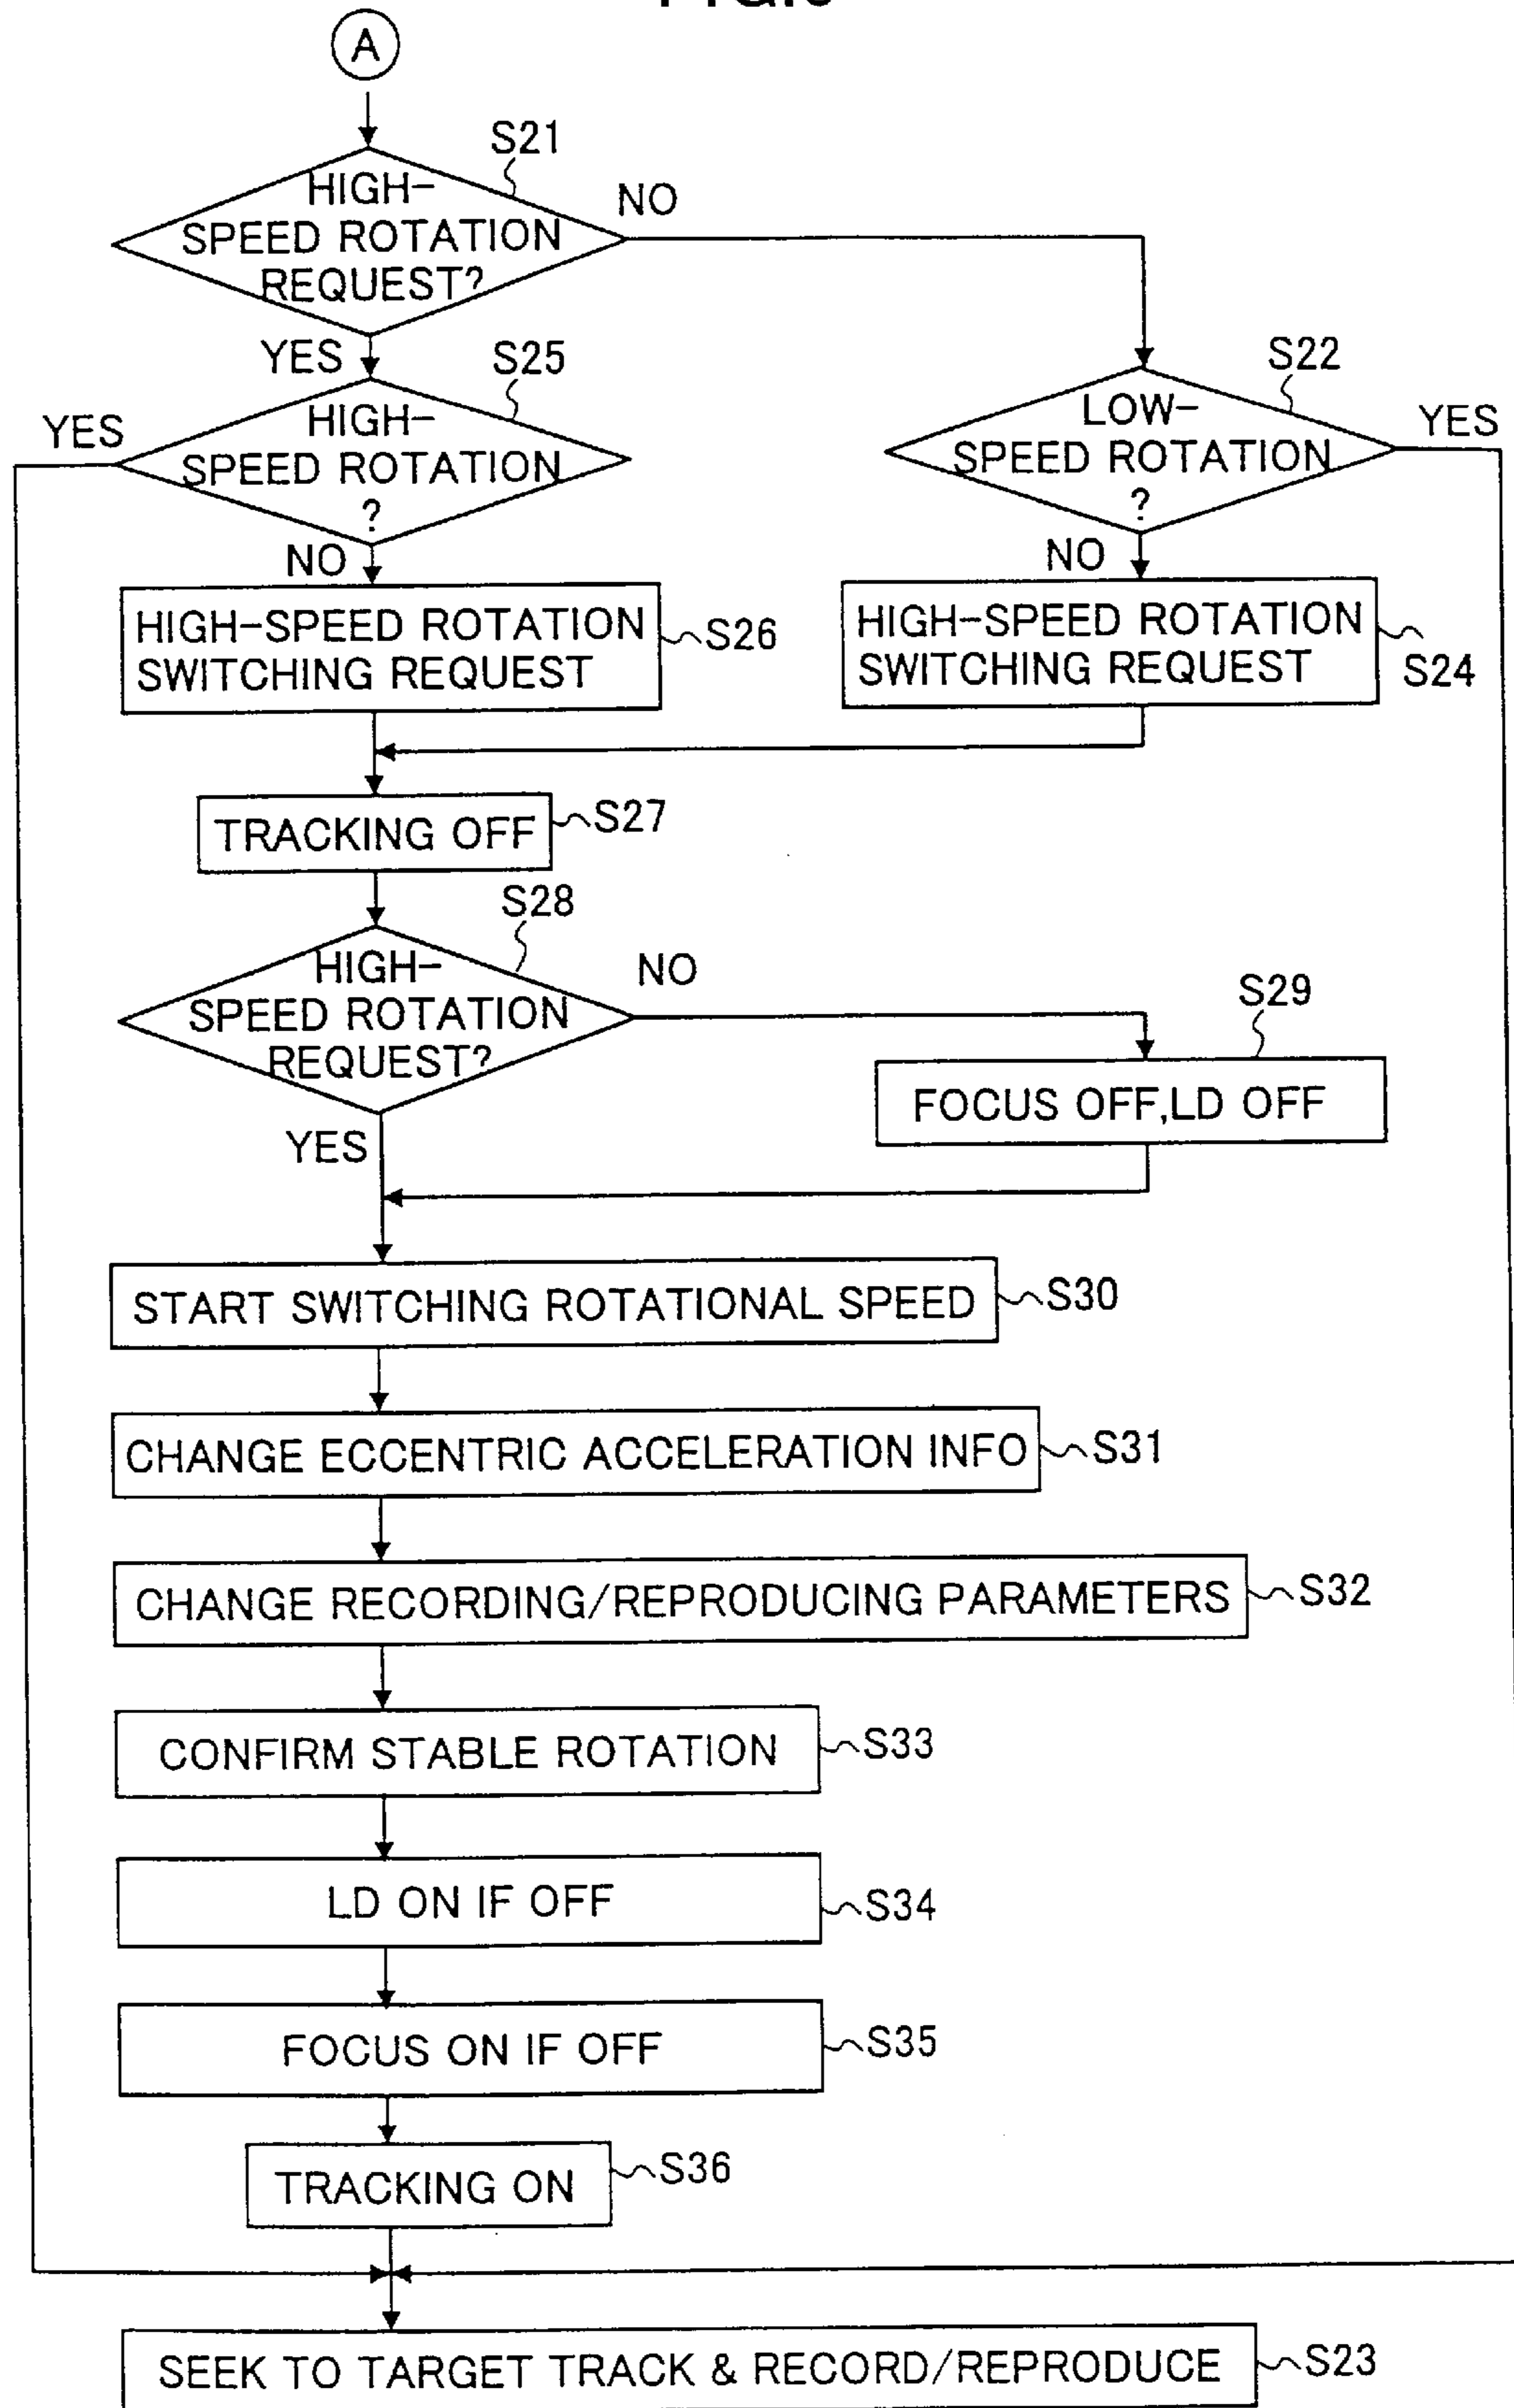 A
S21
HIGH-
SPEED ROTATION
REQUEST?
NO
YES
S25
HIGH-
SPEED ROTATION
?
YES
NO
S22
LOW-
SPEED ROTATION
?
YES
NO
HIGH-SPEED ROTATION
SWITCHING REQUEST
S26
HIGH-SPEED ROTATION
SWITCHING REQUEST
S24
TRACKING OFF
S27
S28
HIGH-
SPEED ROTATION
REQUEST?
NO
YES
S29
FOCUS OFF,LD OFF
START SWITCHING ROTATIONAL SPEED
S30
CHANGE ECCENTRIC ACCELERATION INFO
S31
CHANGE RECORDING/REPRODUCING PARAMETERS
S32
CONFIRM STABLE ROTATION
S33
LD ON IF OFF
S34
FOCUS ON IF OFF
S35
TRACKING ON
S36
SEEK TO TARGET TRACK & RECORD/REPRODUCE
S23